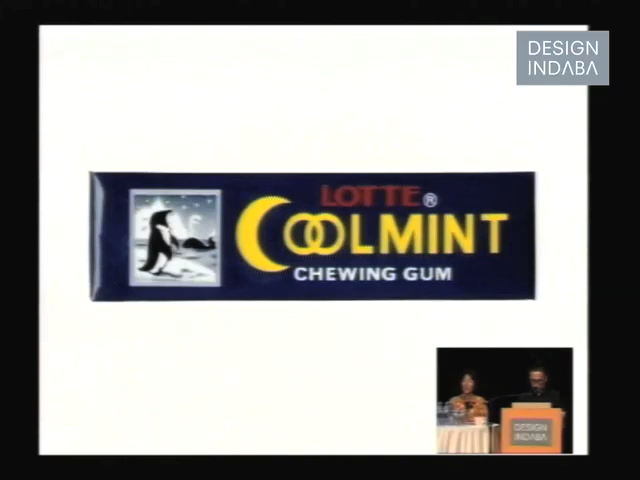 DESIGN
INDABA
LOTTE®
COOLMINT
CHEWING GUM
DESIGN
INDABA